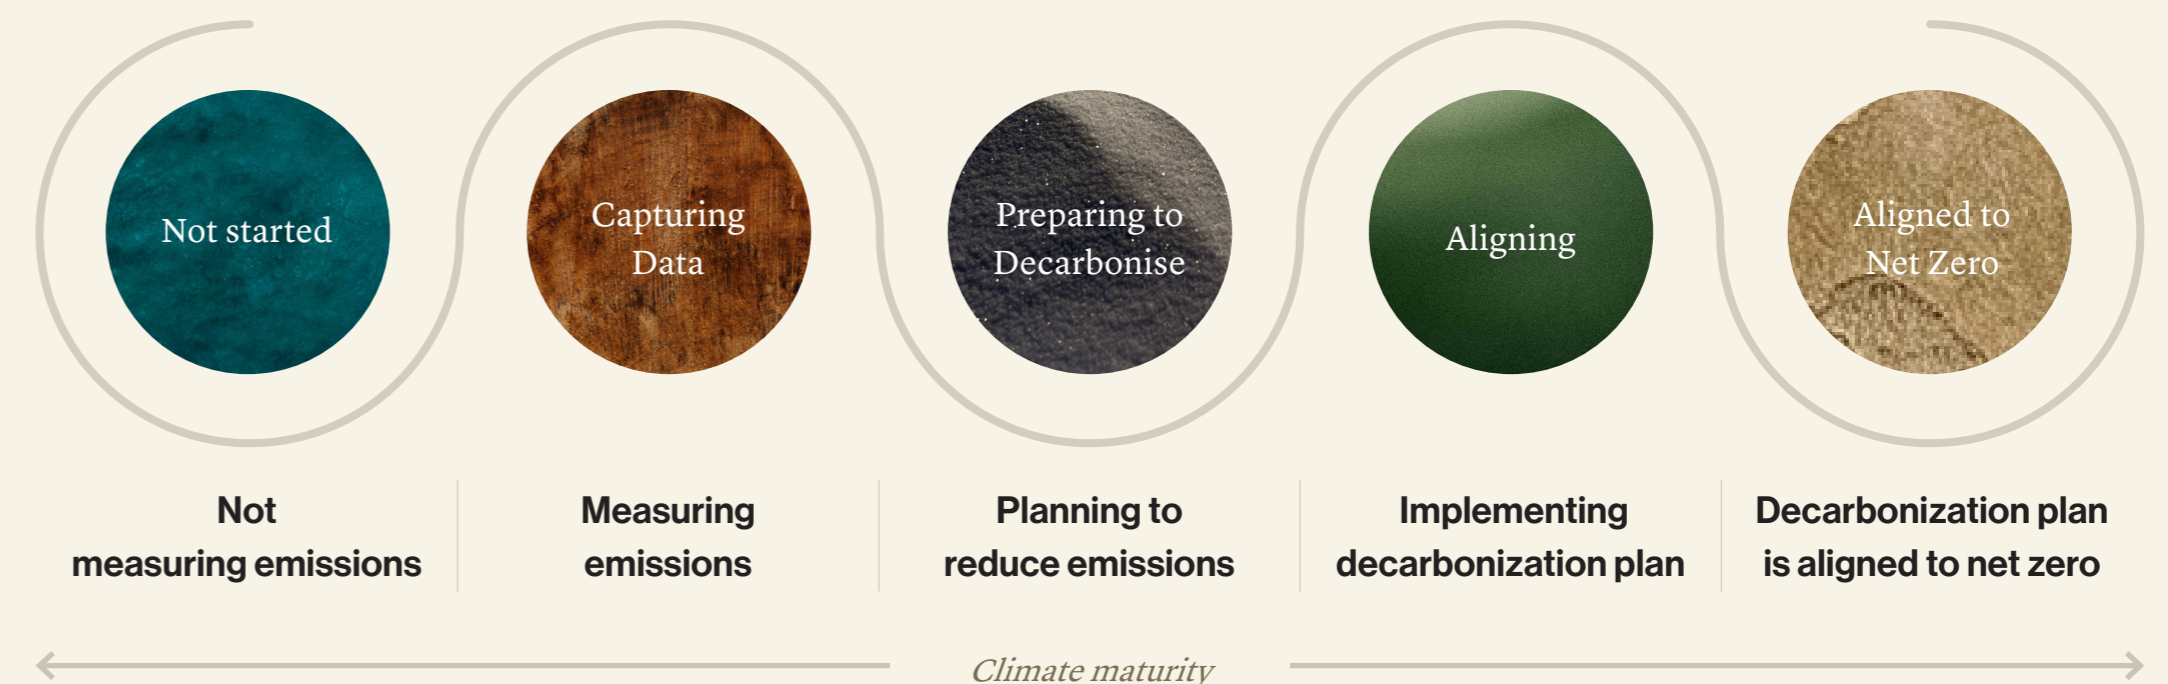 Not started
Capturing
Data
Preparing to
Decarbonise
Aligning
Aligned to
Net Zero
Not
measuring emissions
Measuring
emissions
Planning to
reduce emissions
Implementing
decarbonization plan
Decarbonization plan
is aligned to net zero
Climate maturity